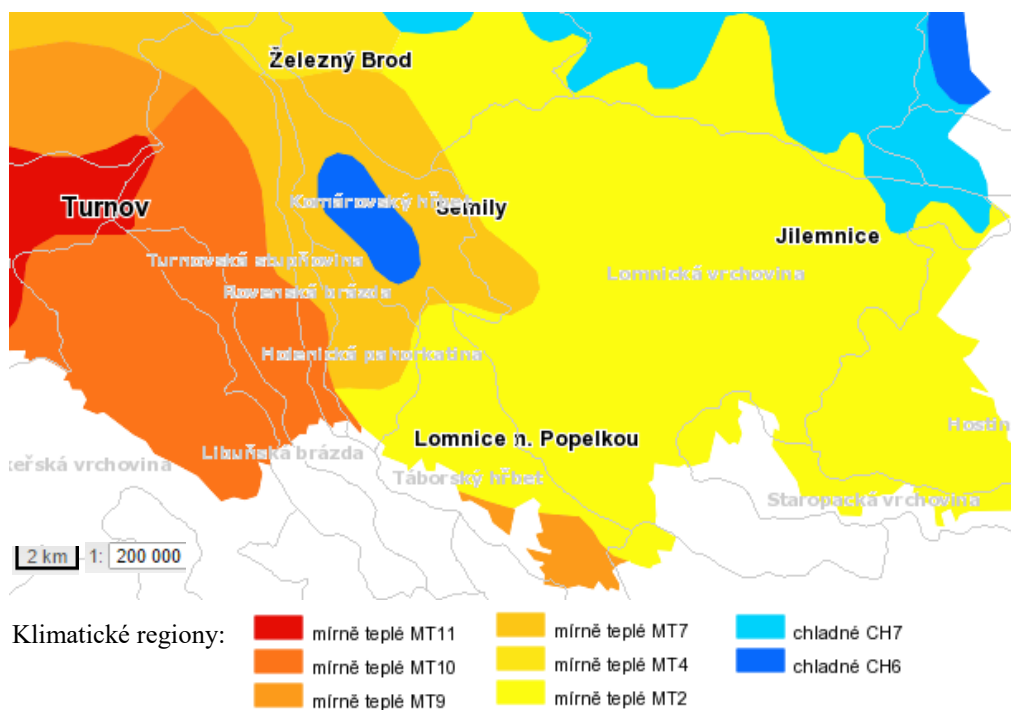 Železný Brod
Komárovský hřbet
Semily
Turnov
Jilemnice
Turnovská stupňovina
Lomnická vrchovina
Rovenská brázda
Holenická pahorkatina
Hostin
Lomnice n. Popelkou
Libuňská brázda
keřská vrchovina
Táborský hřbet
Staropacká vrchovina
2 km 1: 200 000
Klimatické regiony:
mírně teplé MT11
mírně teplé MT7
chladné CH7
mírně teplé MT10
mírně teplé MT4
chladné CH6
mírně teplé MT9
mírně teplé MT2